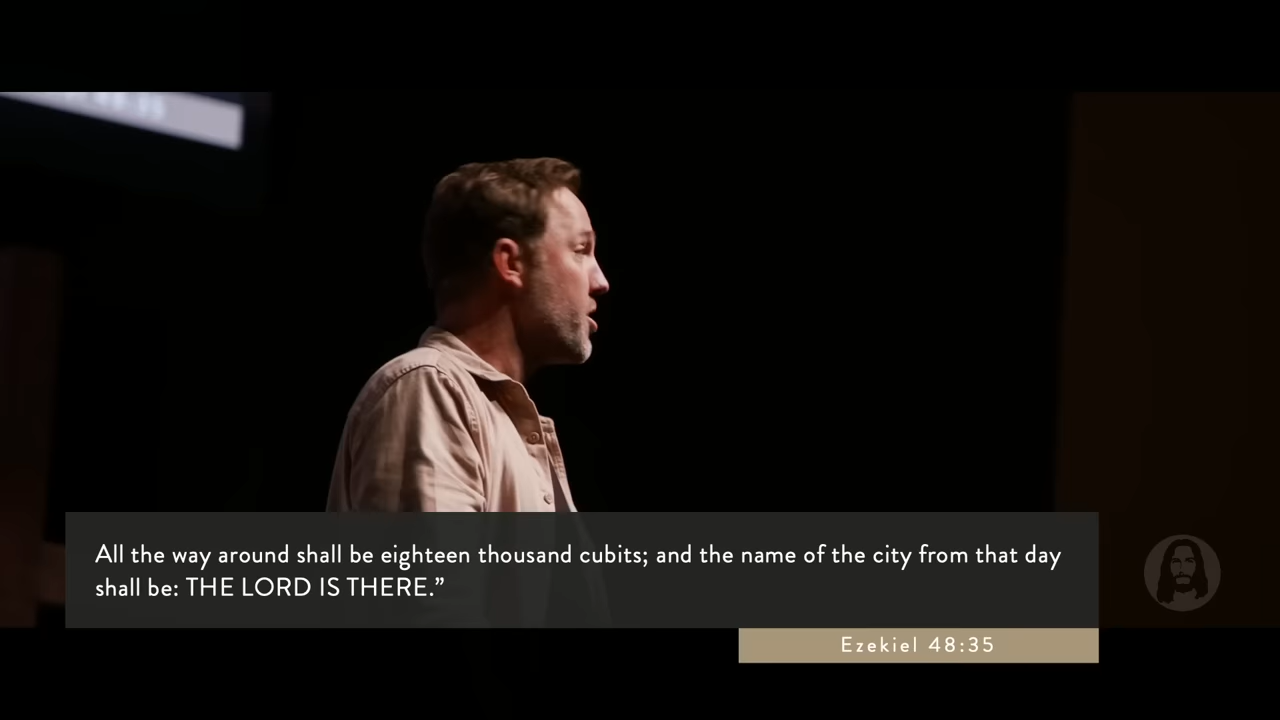 All the way around shall be eighteen thousand cubits; and the name of the city from that day
shall be: THE LORD IS THERE.”
Ezekiel 48:35